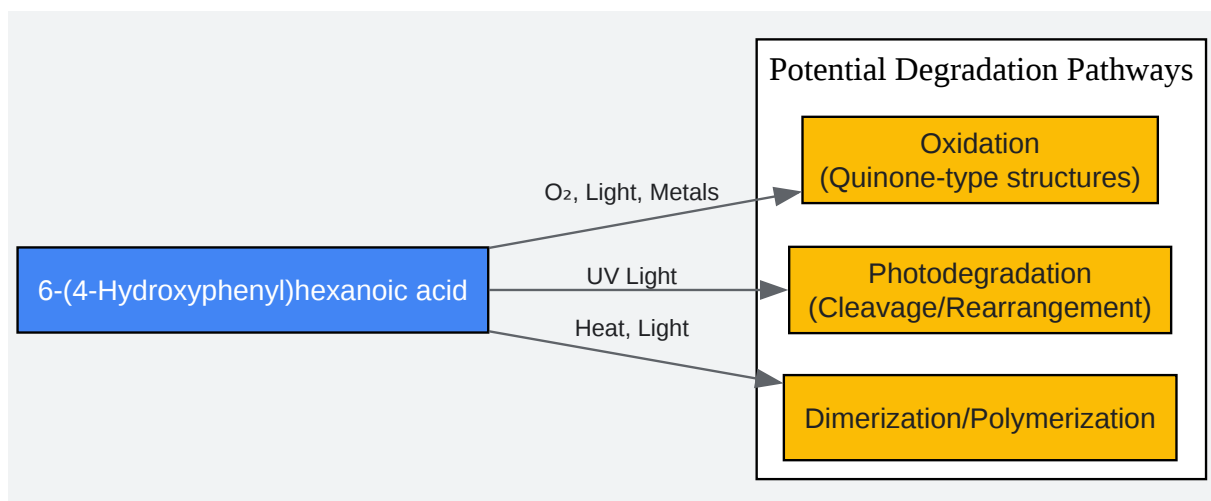 Potential Degradation Pathways
Oxidation
(Quinone-type structures)
O₂, Light, Metals
6-(4-Hydroxyphenyl)hexanoic acid
UV Light
Photodegradation
(Cleavage/Rearrangement)
Heat, Light
Dimerization/Polymerization